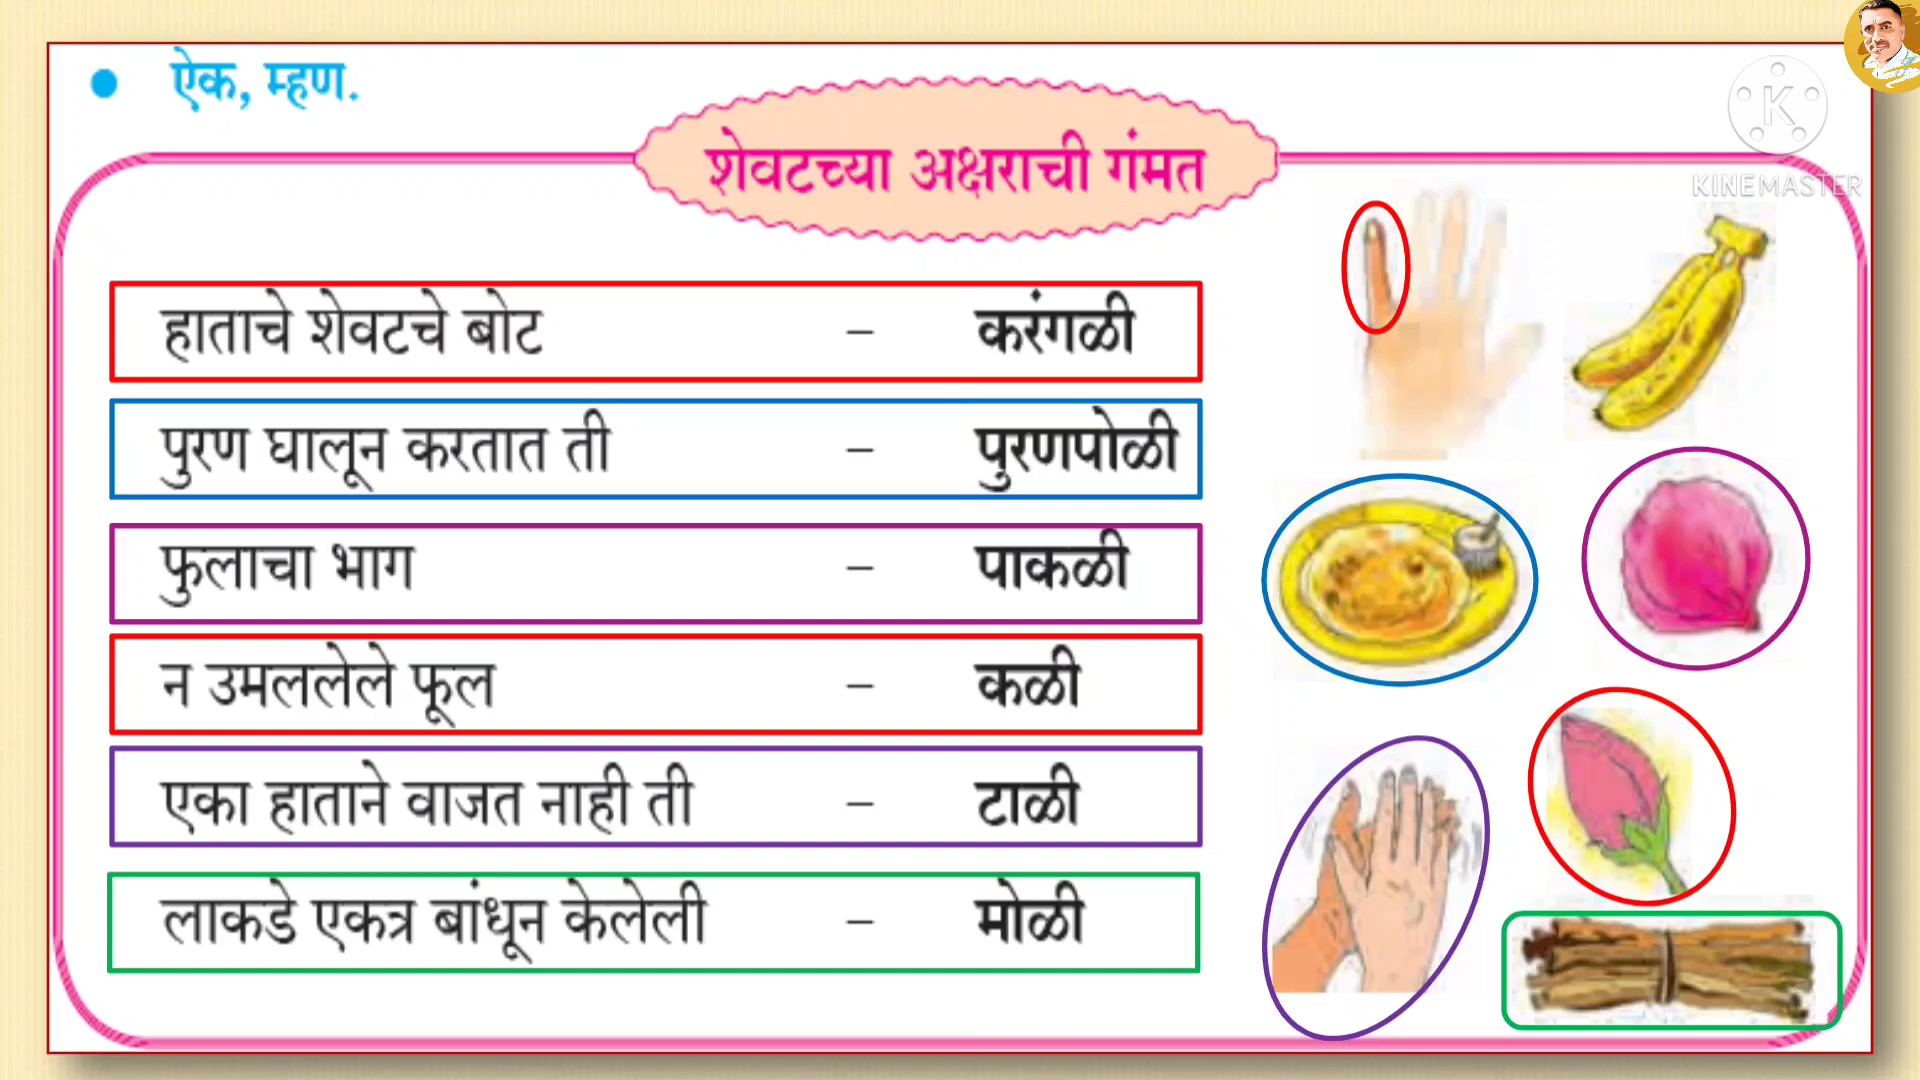 ऐक, म्हण.
शेवटच्या अक्षराची गंमत
हाताचे शेवटचे बोट – करंगळी
पुरण घालून करतात ती – पुरणपोळी
फुलाचा भाग – पाकळी
न उमललेले फूल – कळी
एका हाताने वाजत नाही ती – टाळी
लाकडे एकत्र बांधून केलेली – मोळी
K
KINEMASTER